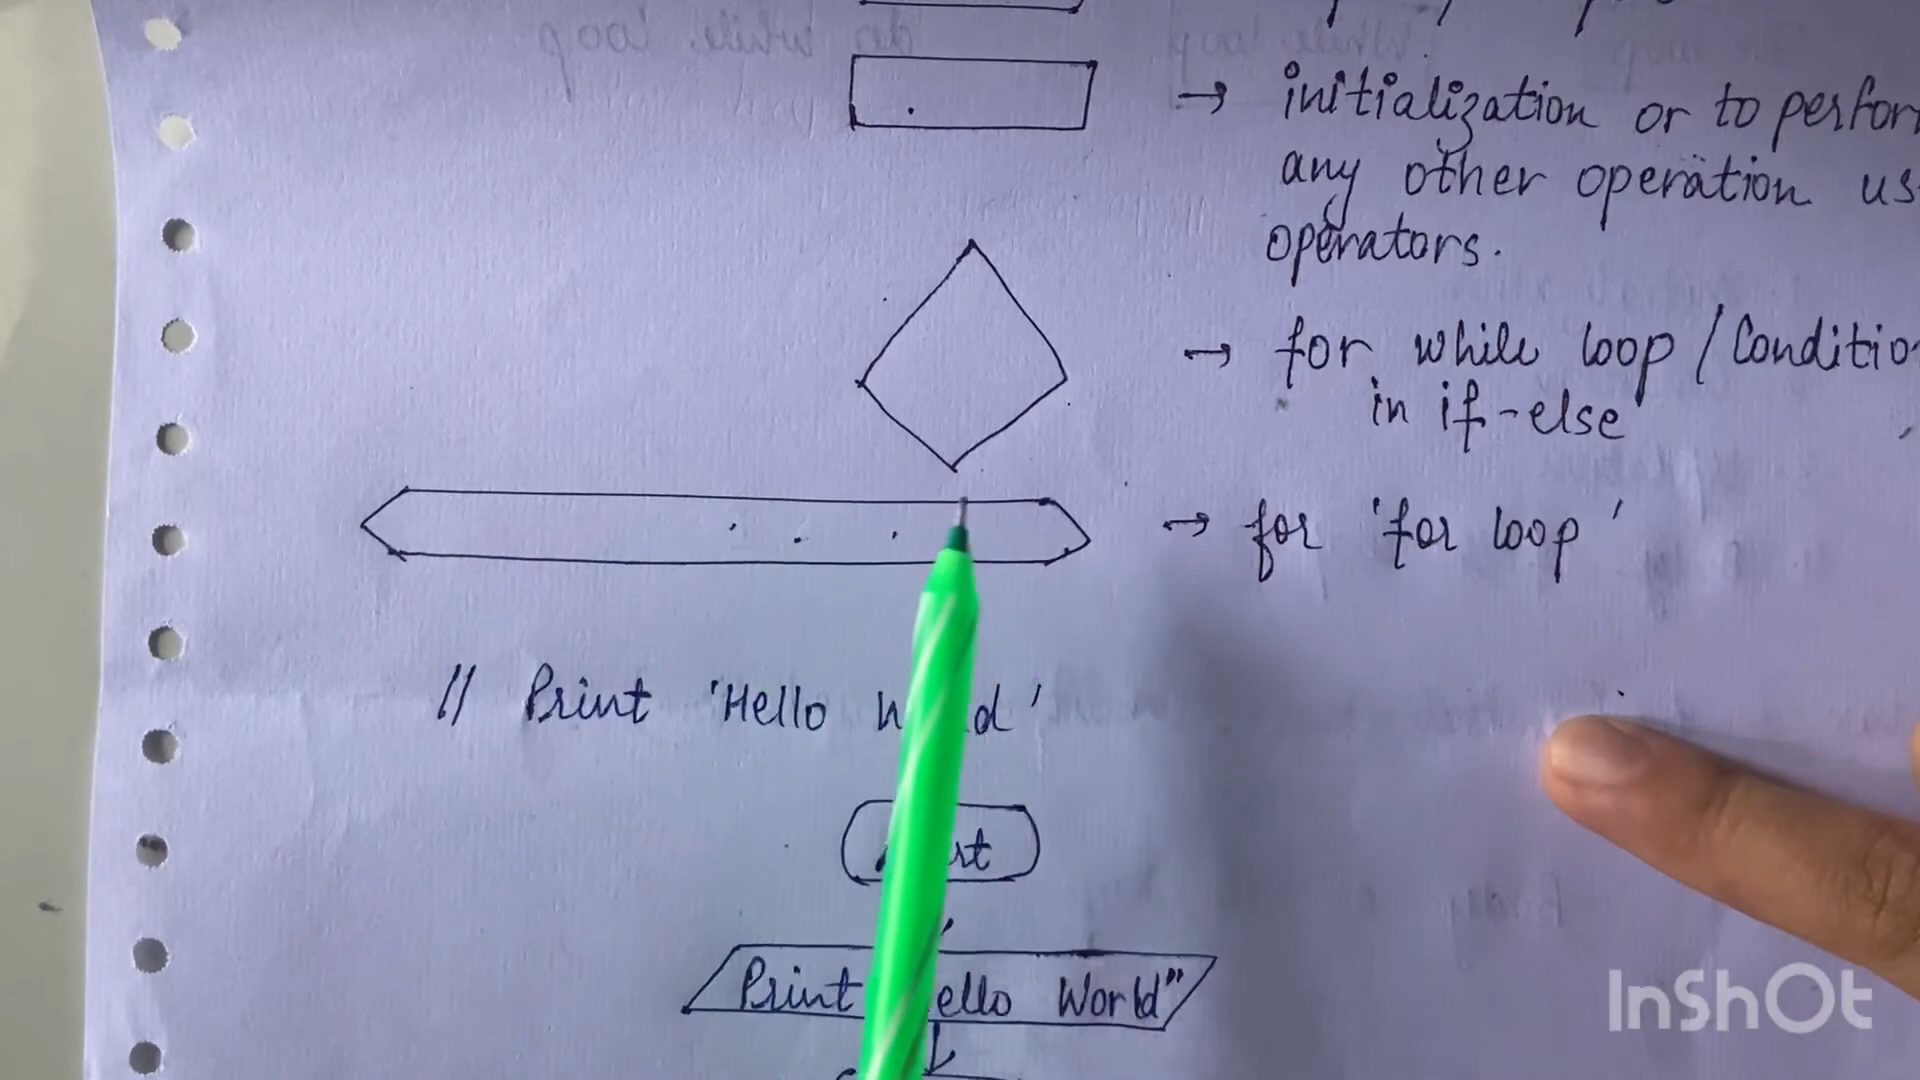 → initialization or to perfor
any other operation us
operators.
→ for while loop / Conditio
in if-else
→ for 'for loop'
// Print 'Hello
Print ello World"
InShOt